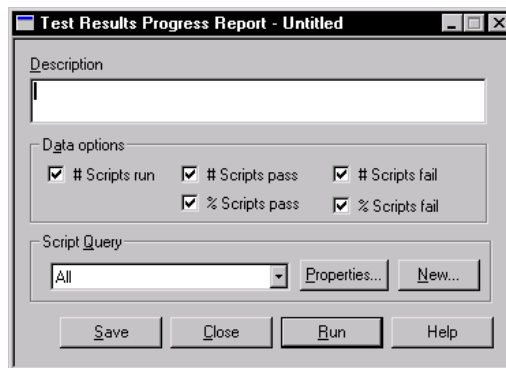 Test Results Progress Report - Untitled
Description
Data options
# Scripts run # Scripts pass # Scripts fail
% Scripts pass % Scripts fail
Script Query
All Properties... New...
Save Close Run Help